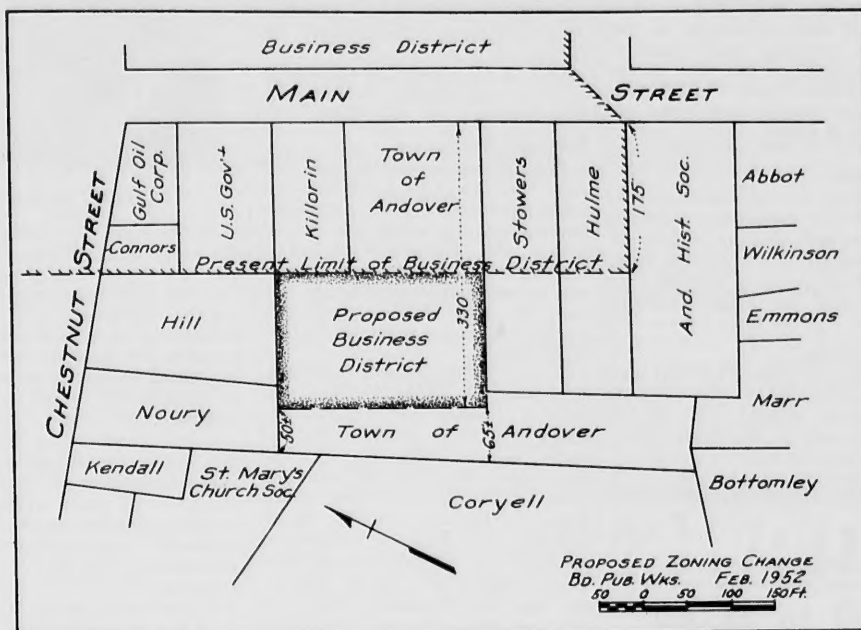 Business District
MAIN STREET
Gulf Oil
Corp.
U.S. Gov't
Killorin
Town
of
Andover
Stowers
Hulme
175
And. Hist. Soc.
Abbot
Connors
Wilkinson
Present Limit of Business District
CHESTNUT STREET
Hill
Proposed
Business
District
330'
Emmons
Noury
50±
Town of Andover
65±
Marr
Kendall
St. Mary's
Church Soc.
Coryell
Bottomley
PROPOSED ZONING CHANGE
BD. PUB. WKS. FEB. 1952
50 0 50 100 150 FT.